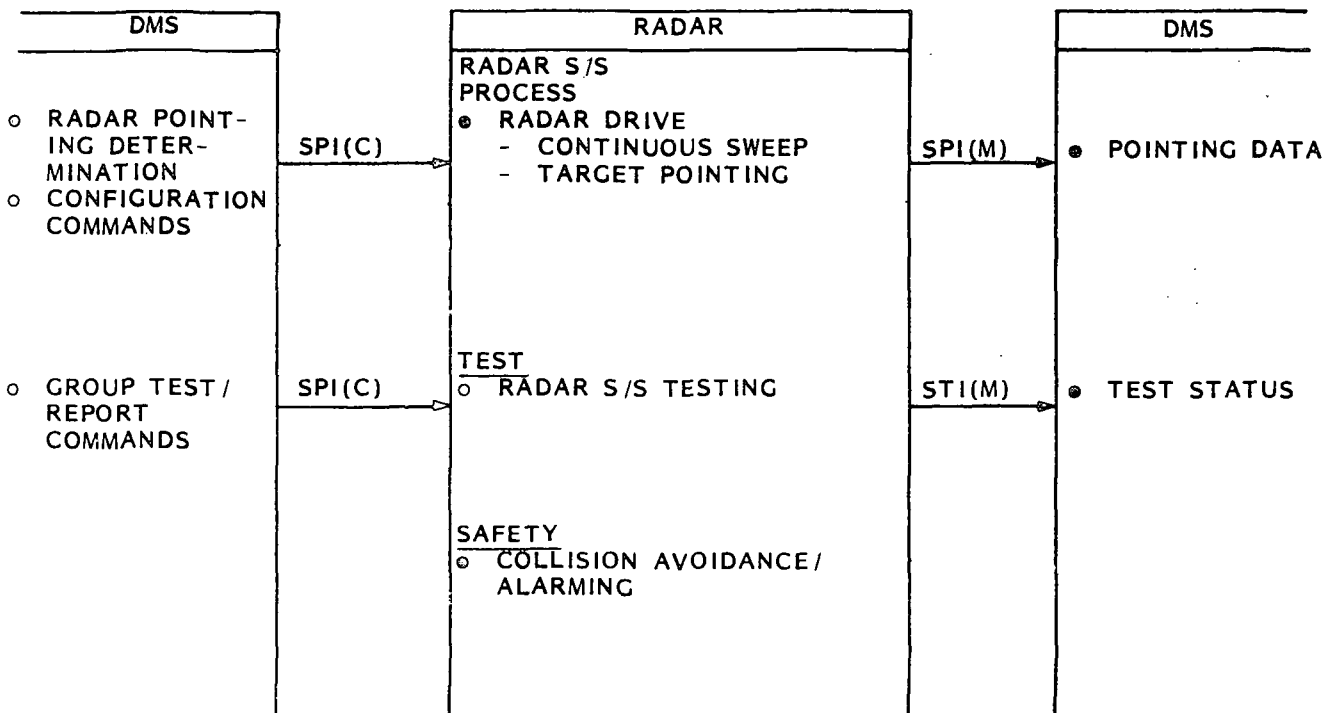 DMS
RADAR
DMS
○ RADAR POINT-
ING DETER-
MINATION
○ CONFIGURATION
COMMANDS
SPI(C)
RADAR S/S
PROCESS
● RADAR DRIVE
- CONTINUOUS SWEEP
- TARGET POINTING
SPI(M)
● POINTING DATA
○ GROUP TEST/
REPORT
COMMANDS
SPI(C)
TEST
○ RADAR S/S TESTING
STI(M)
● TEST STATUS
SAFETY
○ COLLISION AVOIDANCE/
ALARMING